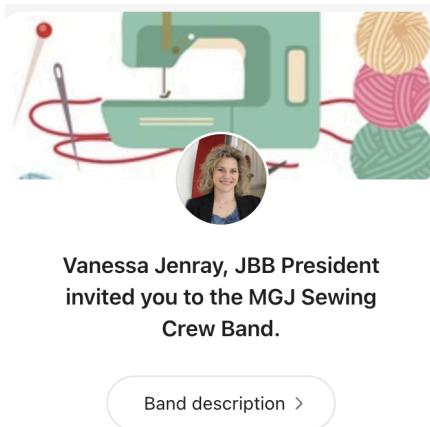 Vanessa Jenray, JBB President
invited you to the MGJ Sewing
Crew Band.
Band description